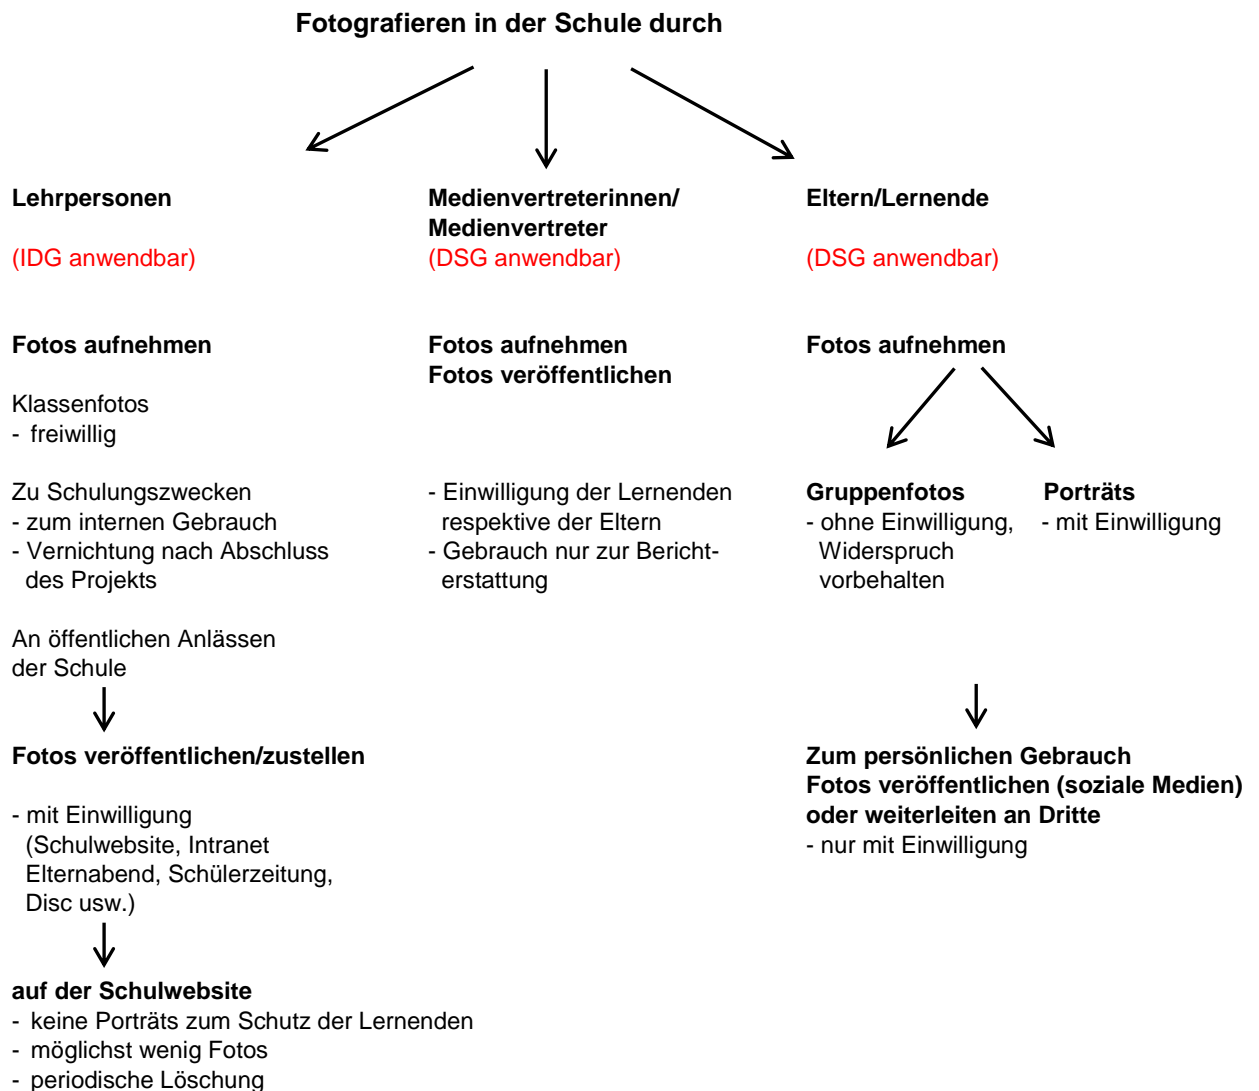 Fotografieren in der Schule durch
Lehrpersonen
(IDG anwendbar)
Fotos aufnehmen
Klassenfotos
- freiwillig
Zu Schulungszwecken
- zum internen Gebrauch
- Vernichtung nach Abschluss
des Projekts
An öffentlichen Anlässen
der Schule
Fotos veröffentlichen/zustellen
- mit Einwilligung
(Schulwebsite, Intranet
Elternabend, Schülerzeitung,
Disc usw.)
auf der Schulwebsite
- keine Porträts zum Schutz der Lernenden
- möglichst wenig Fotos
- periodische Löschung
Medienvertreterinnen/
Medienvertreter
(DSG anwendbar)
Fotos aufnehmen
Fotos veröffentlichen
- Einwilligung der Lernenden
respektive der Eltern
- Gebrauch nur zur Bericht-
erstattung
Eltern/Lernende
(DSG anwendbar)
Fotos aufnehmen
Gruppenfotos
- ohne Einwilligung,
Widerspruch
vorbehalten
Porträts
- mit Einwilligung
Zum persönlichen Gebrauch
Fotos veröffentlichen (soziale Medien)
oder weiterleiten an Dritte
- nur mit Einwilligung